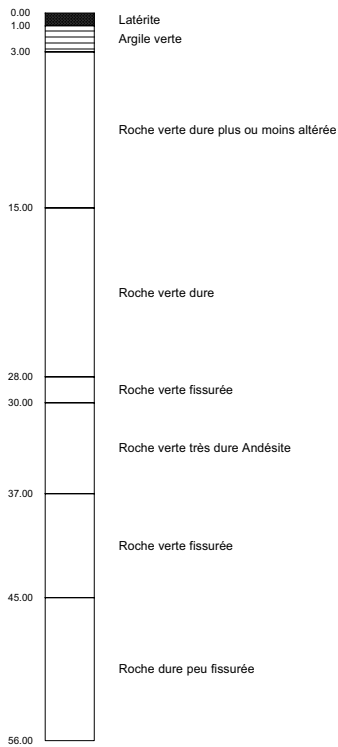 0.00
Latérite
1.00
Argile verte
3.00
Roche verte dure plus ou moins altérée
15.00
Roche verte dure
28.00
Roche verte fissurée
30.00
Roche verte très dure Andésite
37.00
Roche verte fissurée
45.00
Roche dure peu fissurée
56.00